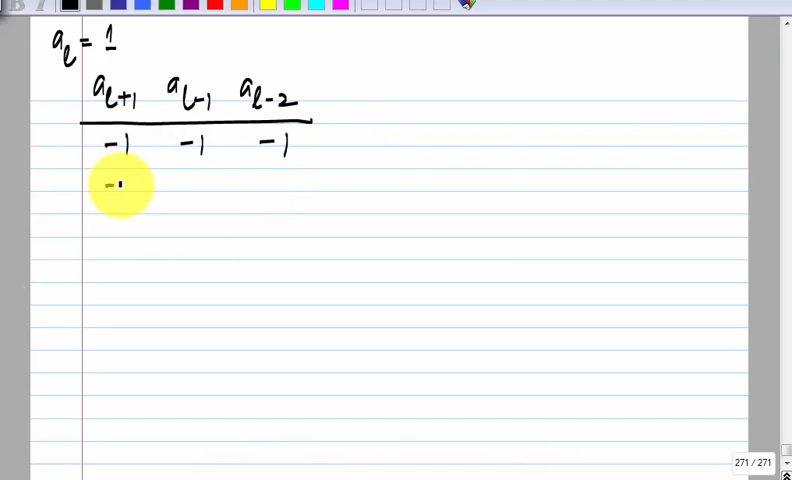 a_l = 1
a_{l+1} a_{l-1} a_{l-2}
-1 -1 -1
-
271 / 271